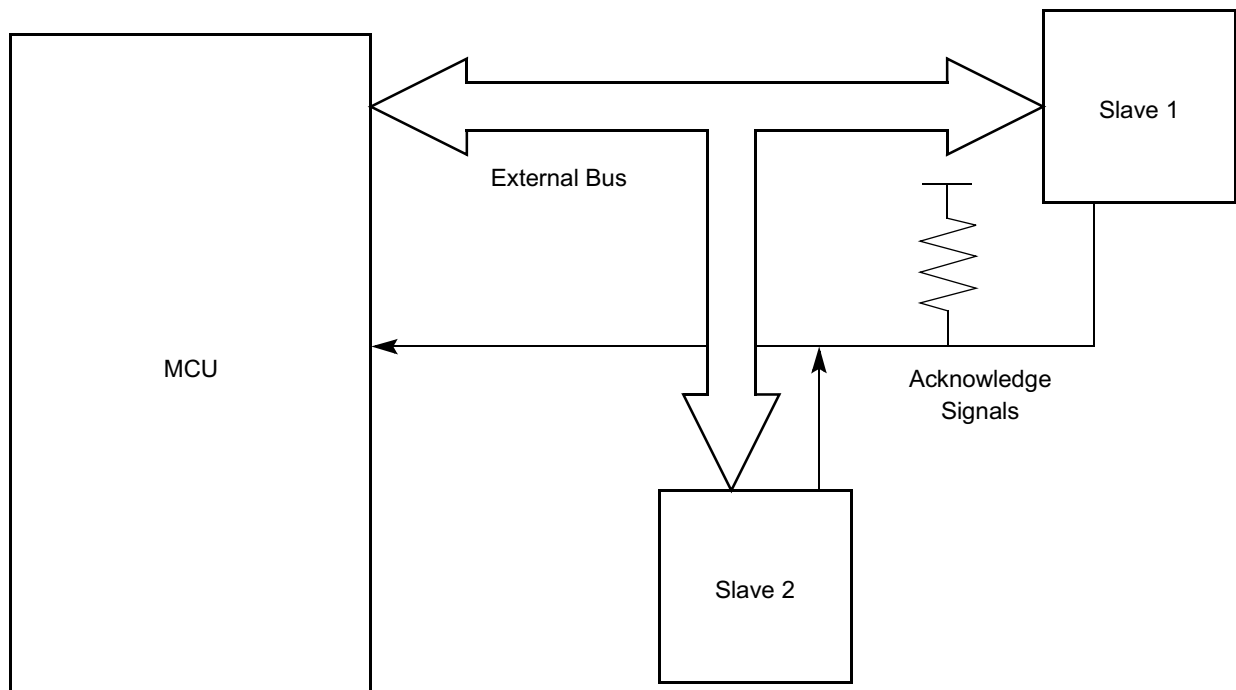 Slave 1
External Bus
MCU
Acknowledge
Signals
Slave 2